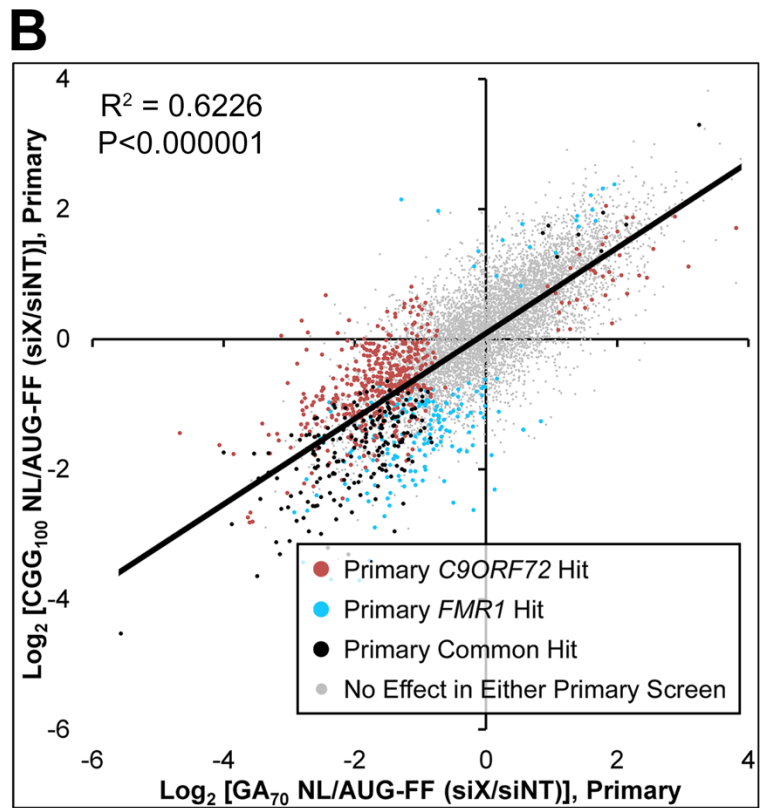 B
R² = 0.6226
P<0.000001
Log₂ [CGG₁₀₀ NL/AUG-FF (siX/siNT)], Primary
4
2
0
-2
-4
-6
Primary C9ORF72 Hit
Primary FMR1 Hit
Primary Common Hit
No Effect in Either Primary Screen
-6 -4 -2 0 2 4
Log₂ [GA₇₀ NL/AUG-FF (siX/siNT)], Primary